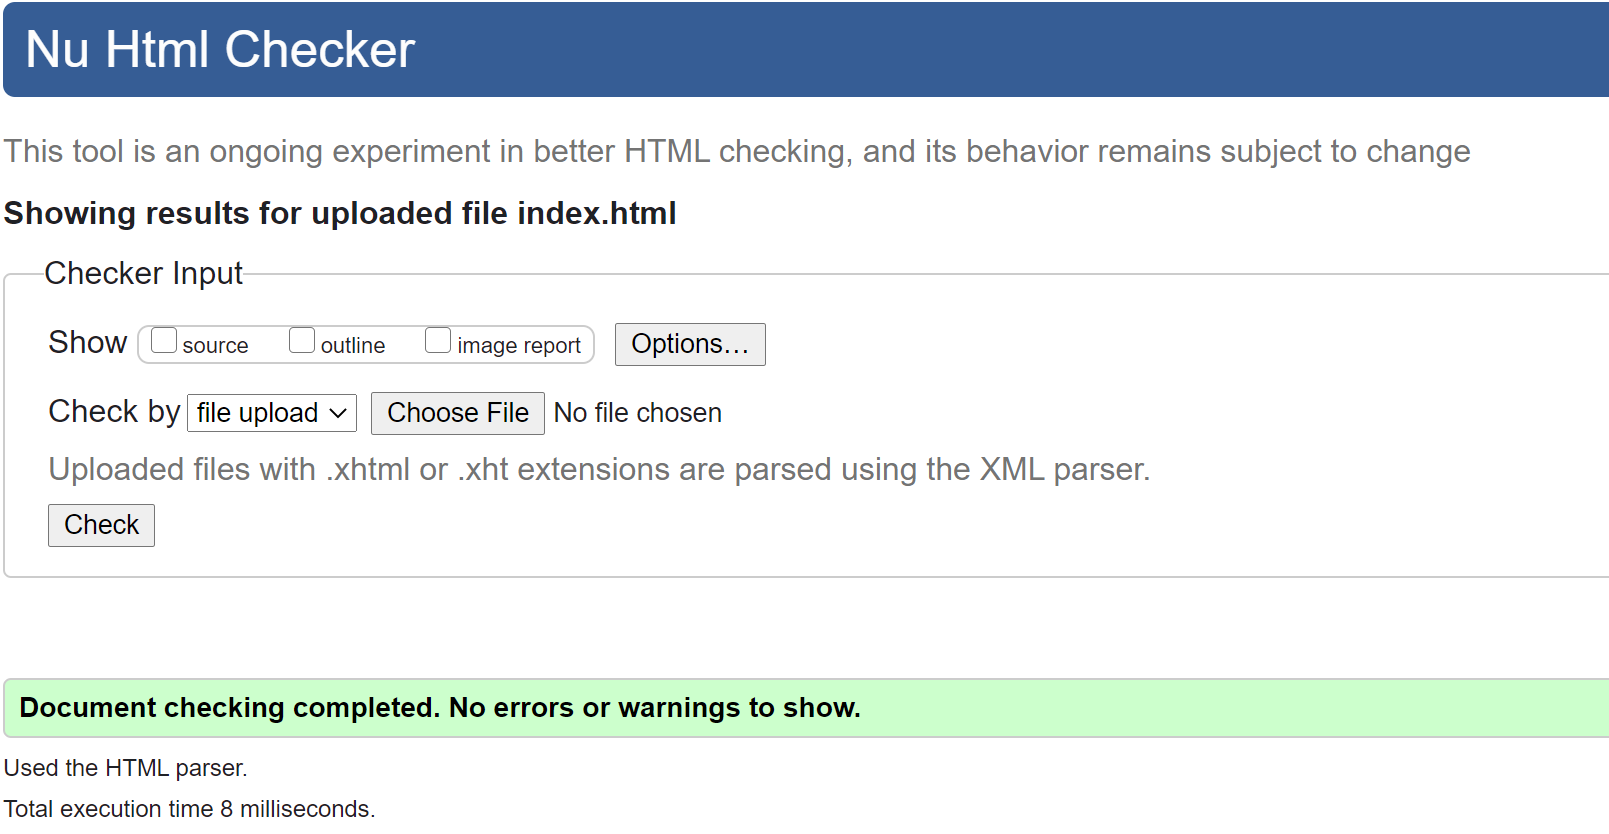 Nu Html Checker
This tool is an ongoing experiment in better HTML checking, and its behavior remains subject to change
Showing results for uploaded file index.html
Checker Input
Show source outline image report Options…
Check by file upload Choose File No file chosen
Uploaded files with .xhtml or .xht extensions are parsed using the XML parser.
Check
Document checking completed. No errors or warnings to show.
Used the HTML parser.
Total execution time 8 milliseconds.